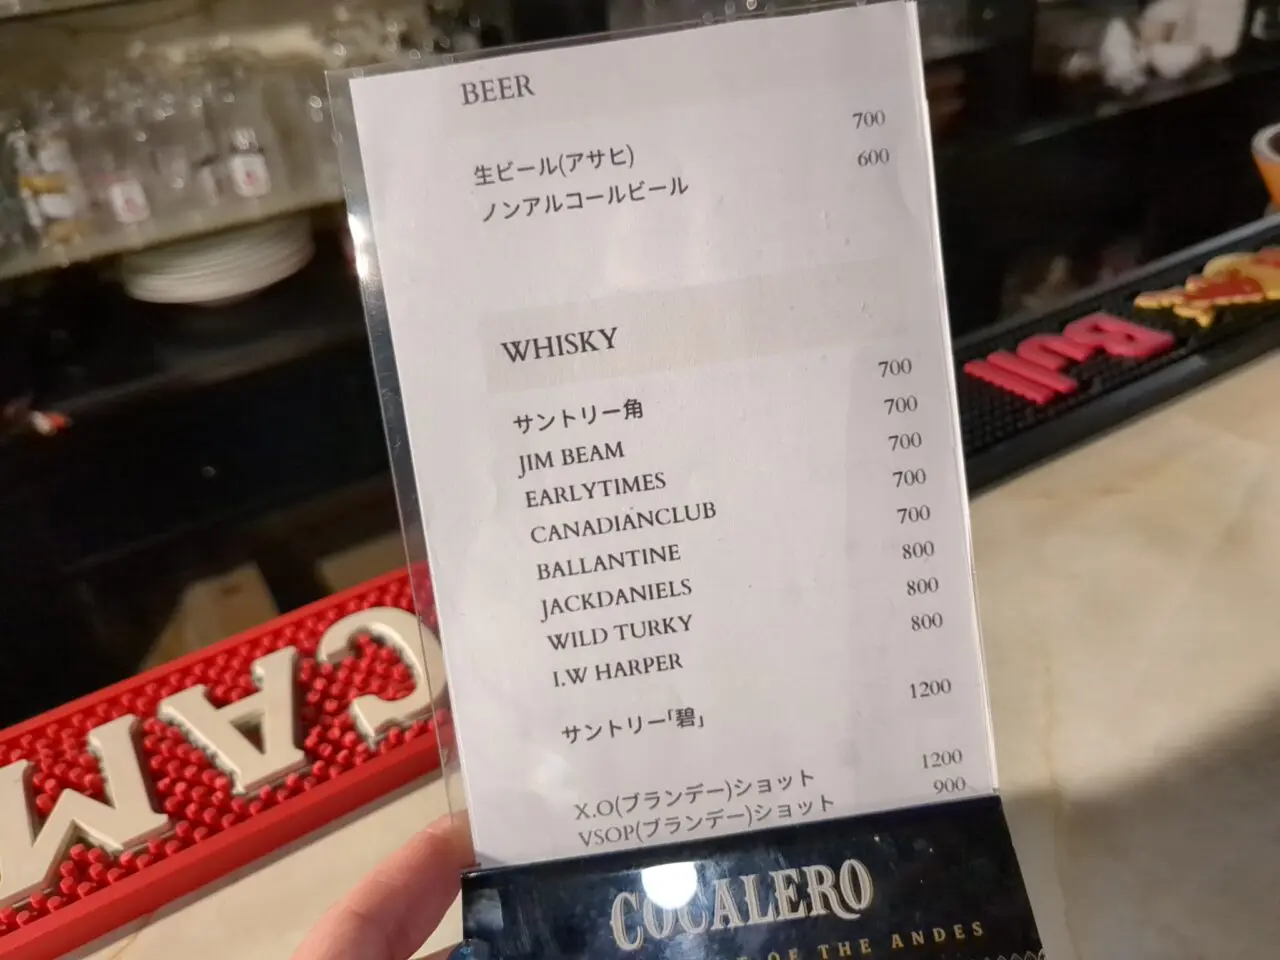 BEER
生ビール(アサヒ) 700
ノンアルコールビール 600
WHISKY
サントリー角 700
JIM BEAM 700
EARLYTIMES 700
CANADIANCLUB 700
BALLANTINE 700
JACKDANIELS 800
WILD TURKY 800
I.W HARPER 800
サントリー「碧」 1200
X.O(ブランデー)ショット 1200
VSOP(ブランデー)ショット 900
COCALERO
OF THE ANDES
CAM
Bull